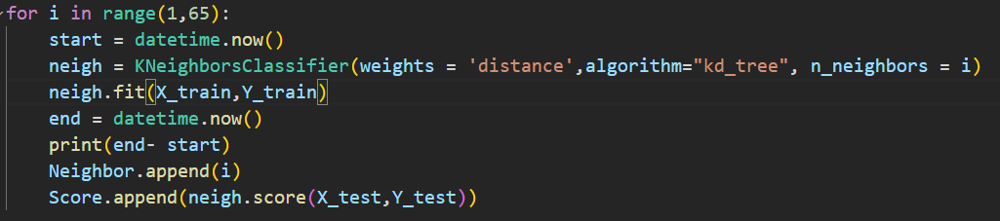 for i in range(1,65):
    start = datetime.now()
    neigh = KNeighborsClassifier(weights = 'distance',algorithm="kd_tree", n_neighbors = i)
    neigh.fit(X_train,Y_train)
    end = datetime.now()
    print(end- start)
    Neighbor.append(i)
    Score.append(neigh.score(X_test,Y_test))